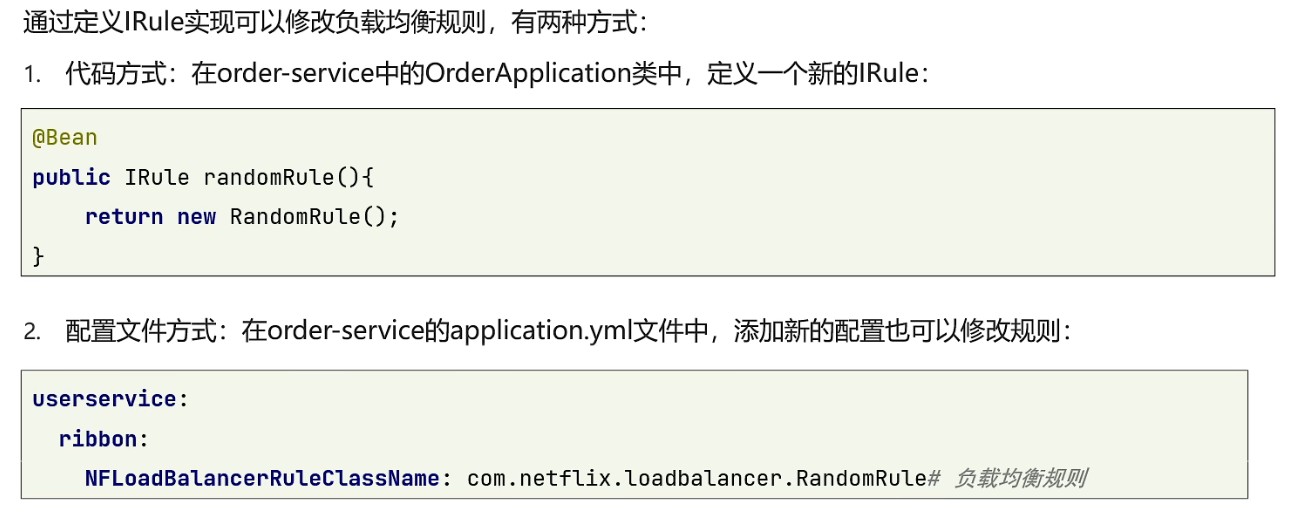 通过定义IRule实现可以修改负载均衡规则，有两种方式：
1. 代码方式：在order-service中的OrderApplication类中，定义一个新的IRule：
@Bean
public IRule randomRule(){
    return new RandomRule();
}
2. 配置文件方式：在order-service的application.yml文件中，添加新的配置也可以修改规则：
userservice:
  ribbon:
    NFLoadBalancerRuleClassName: com.netflix.loadbalancer.RandomRule# 负载均衡规则